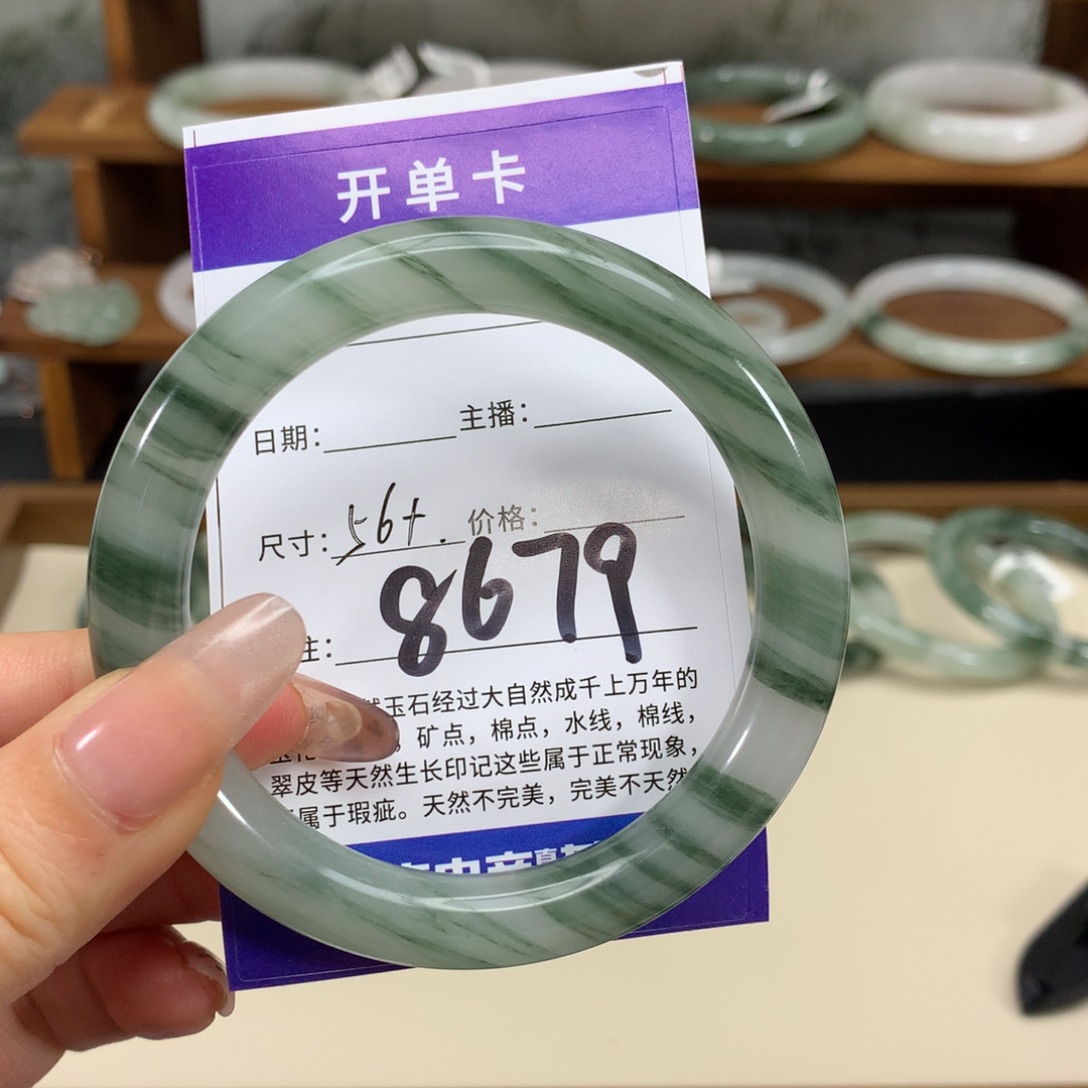 开单卡
日期: 主播:
尺寸: 56+. 价格:
8679
注:
玉石经过大自然成千上万年的
，矿点，棉点，水线，棉线，
翠皮等天然生长印记这些属于正常现象，
属于瑕疵。天然不完美，完美不天然